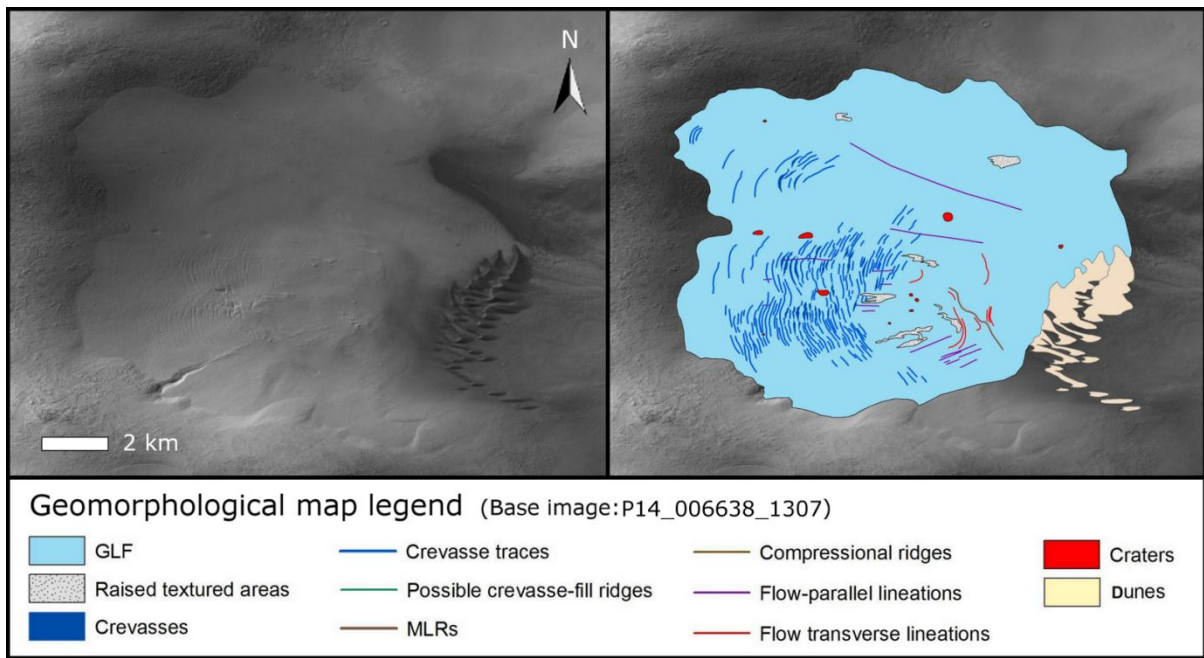 N
2 km
Geomorphological map legend (Base image:P14_006638_1307)
GLF
Raised textured areas
Crevasses
Crevasse traces
Possible crevasse-fill ridges
MLRs
Compressional ridges
Flow-parallel lineations
Flow transverse lineations
Craters
Dunes